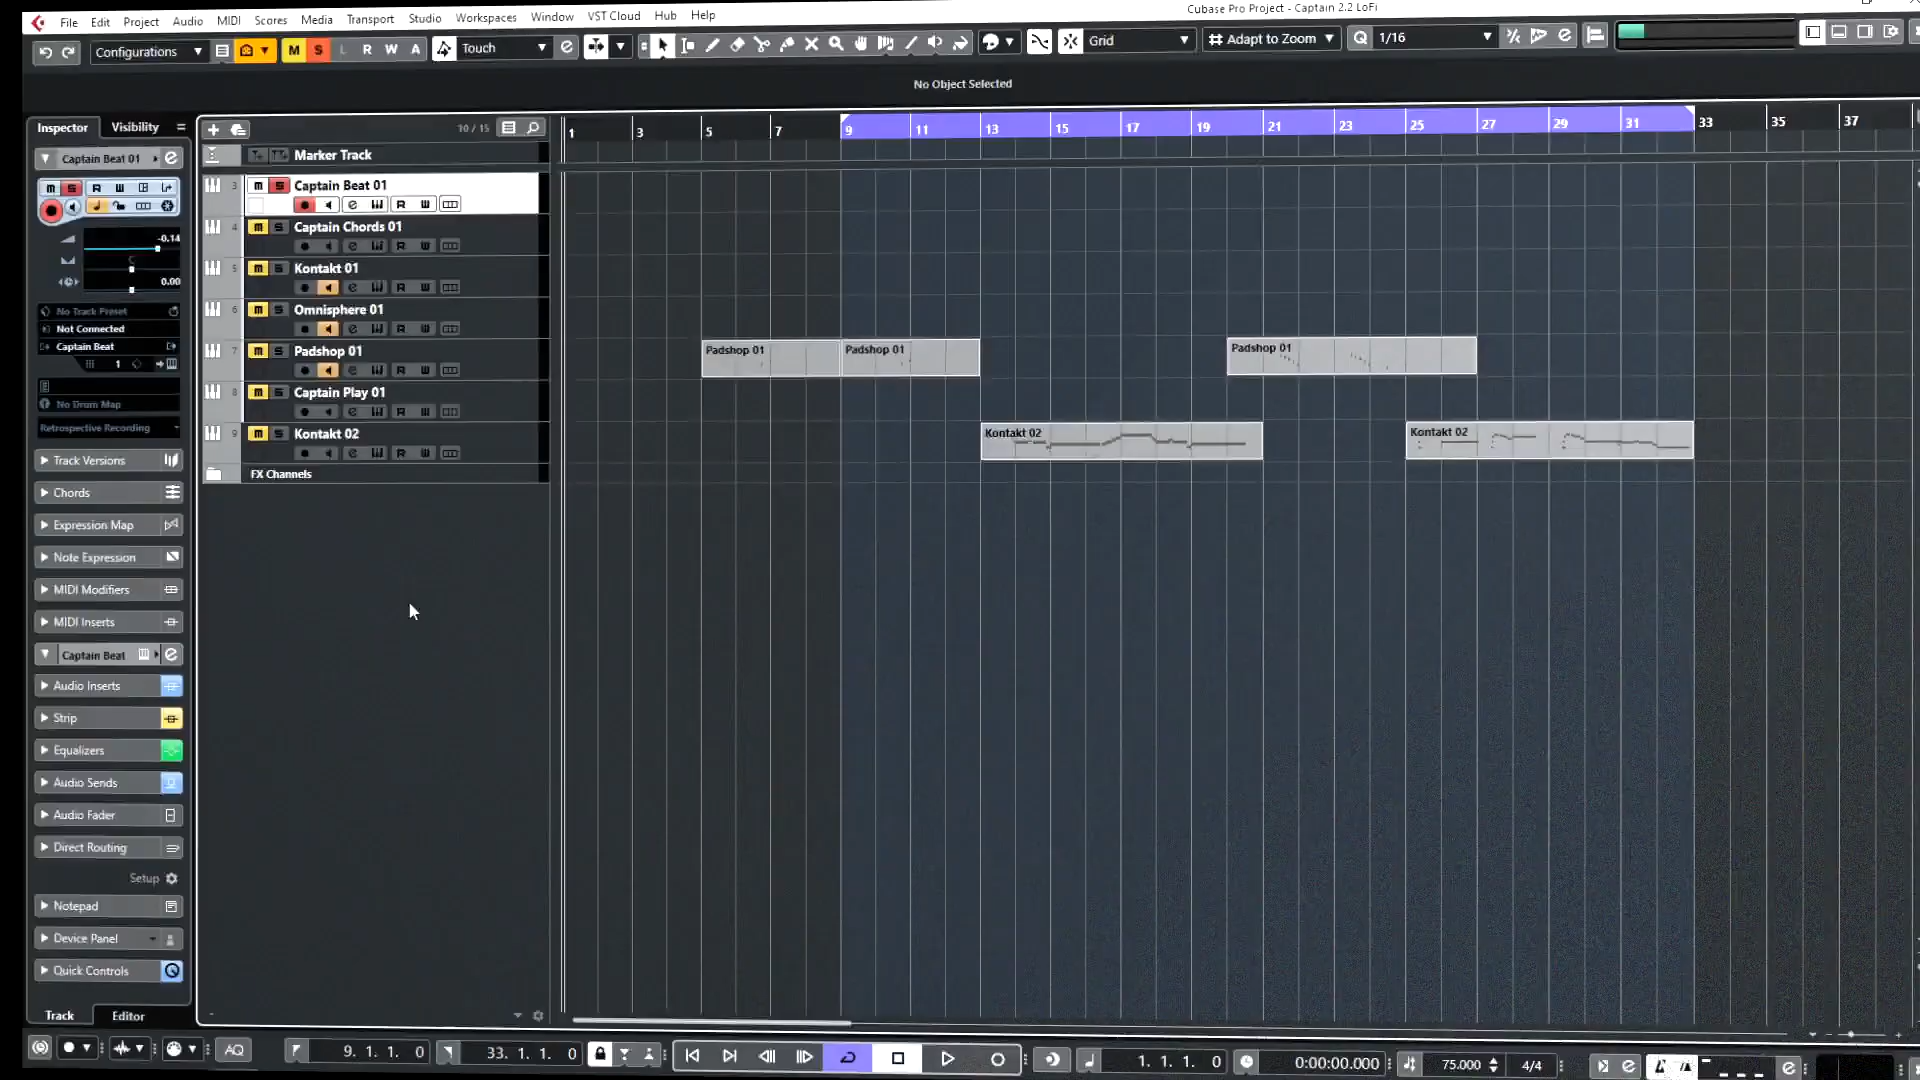 Cubase Pro Project - Captain 2.2 LoFi
File Edit Project Audio MIDI Scores Media Transport Studio Workspaces Window VST Cloud Hub Help
Configurations M S L R W A Touch Grid Adapt to Zoom 1/16
No Object Selected
Inspector Visibility
10 / 15
1 3 5 7 9 11 13 15 17 19 21 23 25 27 29 31 33 35 37
Captain Beat 01
Marker Track
3 m S Captain Beat 01
R W
4 m S Captain Chords 01
R W
5 m S Kontakt 01
R W
6 m S Omnisphere 01
R W
7 m S Padshop 01
R W
8 Captain Play 01
R W
9 m S Kontakt 02
R W
FX Channels
Padshop 01
Padshop 01
Padshop 01
Kontakt 02
Kontakt 02
m S R W
-0.14
C
0.00
No Track Preset
Not Connected
Captain Beat
1
No Drum Map
Retrospective Recording
Track Versions
Chords
Expression Map
Note Expression
MIDI Modifiers
MIDI Inserts
Captain Beat
Audio Inserts
Strip
Equalizers
Audio Sends
Audio Fader
Direct Routing
Setup
Notepad
Device Panel
Quick Controls
Track Editor
AQ 9. 1. 1. 0 33. 1. 1. 0 1. 1. 1. 0 0:00:00.000 75.000 4/4